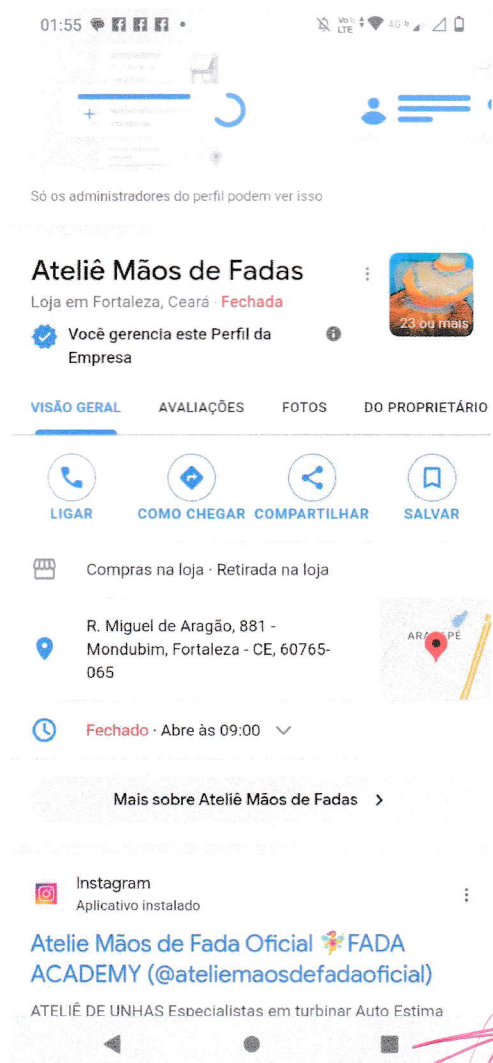 01:55
Vo))
LTE
4G
Só os administradores do perfil podem ver isso
Ateliê Mãos de Fadas
Loja em Fortaleza, Ceará · Fechada
23 ou mais
Você gerencia este Perfil da
Empresa
VISÃO GERAL AVALIAÇÕES FOTOS DO PROPRIETÁRIO
LIGAR COMO CHEGAR COMPARTILHAR SALVAR
Compras na loja · Retirada na loja
R. Miguel de Aragão, 881 -
Mondubim, Fortaleza - CE, 60765-
065
Fechado · Abre às 09:00
Mais sobre Ateliê Mãos de Fadas
Instagram
Aplicativo instalado
Atelie Mãos de Fada Oficial 🧚FADA
ACADEMY (@ateliemaosdefadaoficial)
ATELIÊ DE UNHAS Especialistas em turbinar Auto Estima